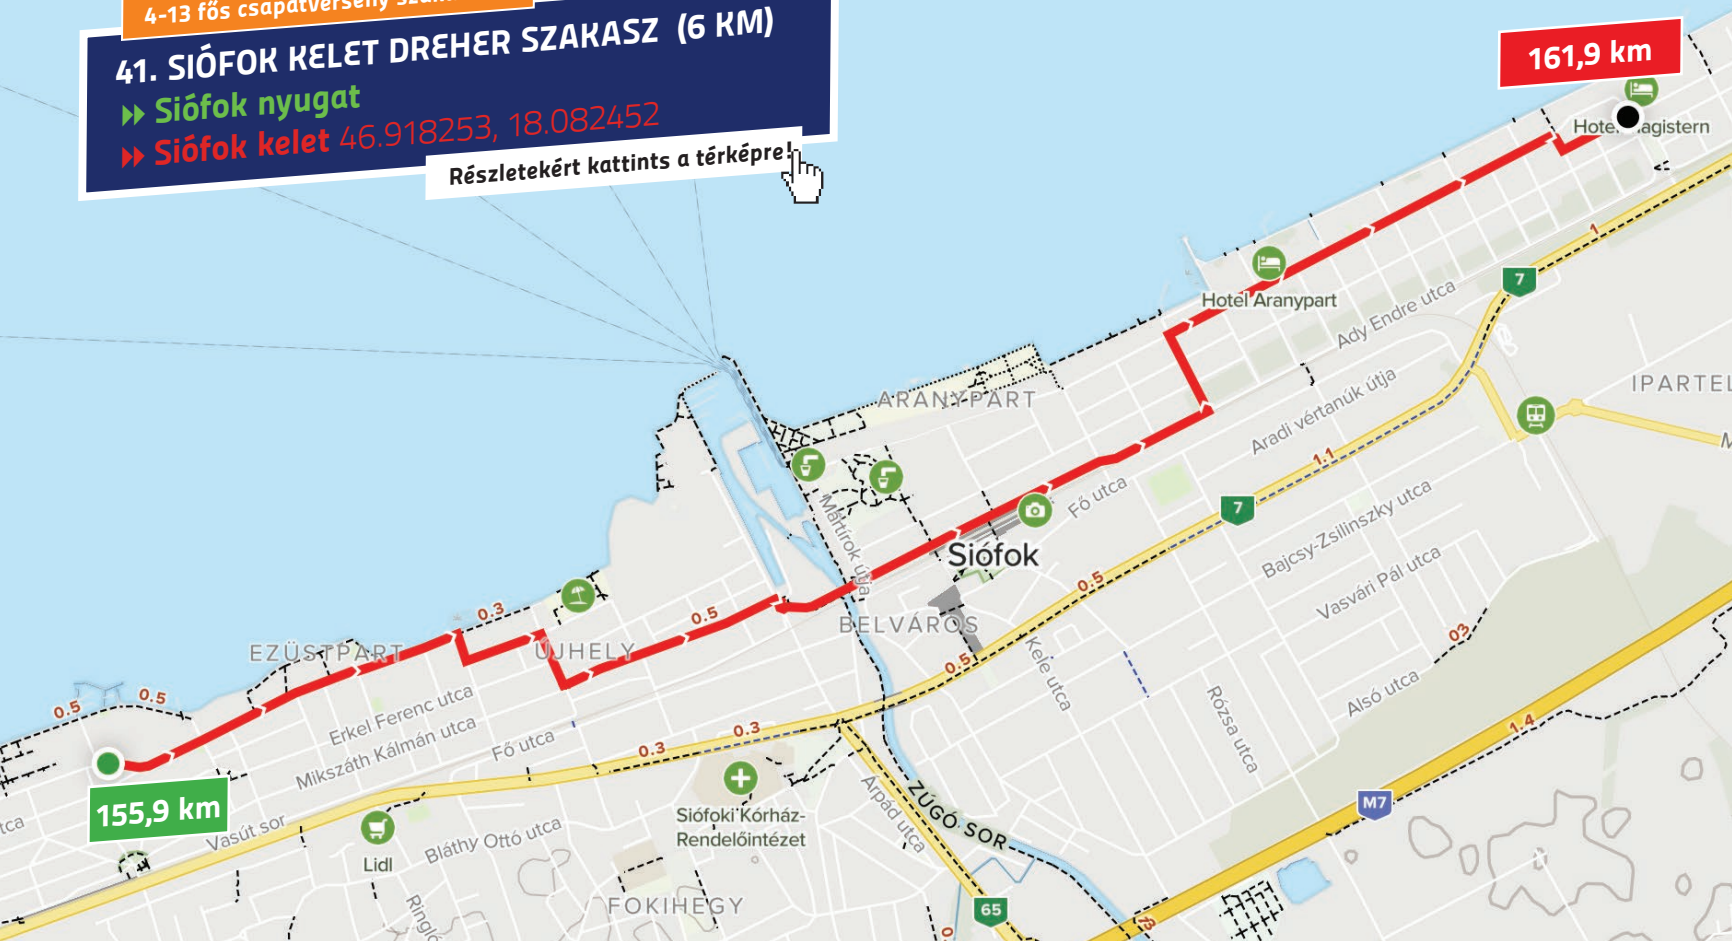 4-13 fős csapatverseny
41. SIÓFOK KELET DREHER SZAKASZ (6 KM)
Siófok nyugat
Siófok kelet 46.918253, 18.082452
Részletekért kattints a térképre!
161,9 km
Hotel Magistern
1
7
Hotel Aranypart
Ady Endre utca
IPARTEL
ARANYPART
Aradi vértanúk útja
1.1
7
Mártírok útja
Fő utca
Bajcsy-Zsilinszky utca
Siófok
Vasvári Pál utca
0.5
0.3
0.5
BELVÁROS
EZÜSTPART
ÚJHELY
0.5
03
Kele utca
0.5
0.5
Erkel Ferenc utca
Rózsa utca
Alsó utca
Mikszáth Kálmán utca
Fő utca
0.3
0.3
1.4
155,9 km
M7
Siófoki Kórház-
Rendelőintézet
Árpád utca
ZÚGÓ SOR
Vasút sor
tca
Lidl
Bláthy Ottó utca
FOKIHEGY
65